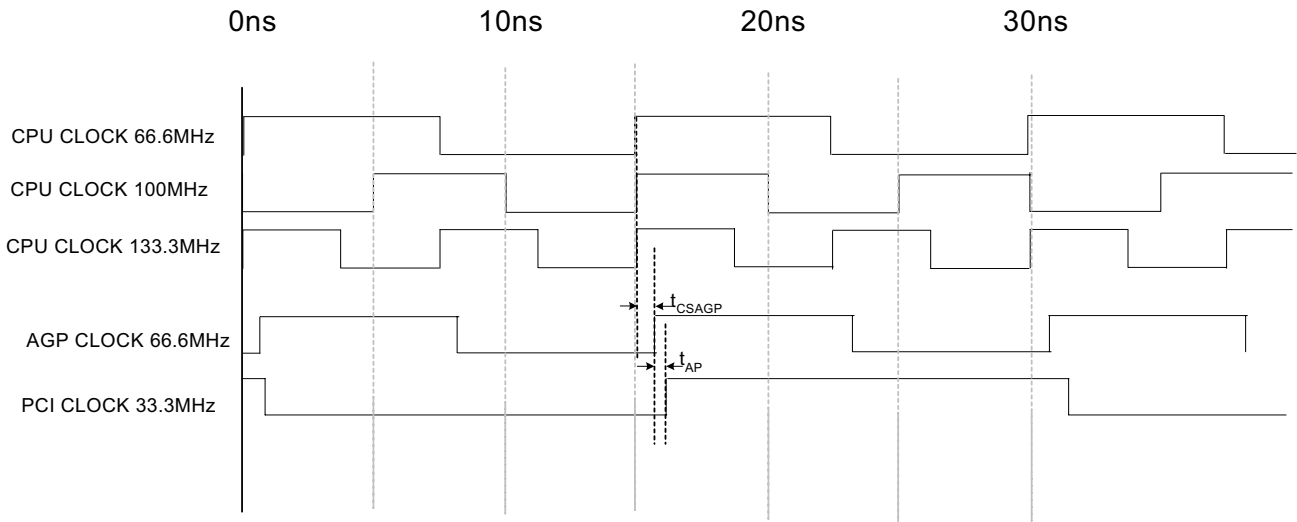 0ns 10ns 20ns 30ns
CPU CLOCK 66.6MHz
CPU CLOCK 100MHz
CPU CLOCK 133.3MHz
tCSAGP
AGP CLOCK 66.6MHz
tAP
PCI CLOCK 33.3MHz